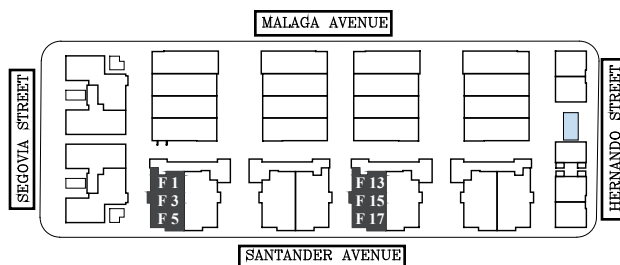 MALAGA AVENUE
SEGOVIA STREET
HERNANDO STREET
F 1
F 3
F 5
F 13
F 15
F 17
SANTANDER AVENUE